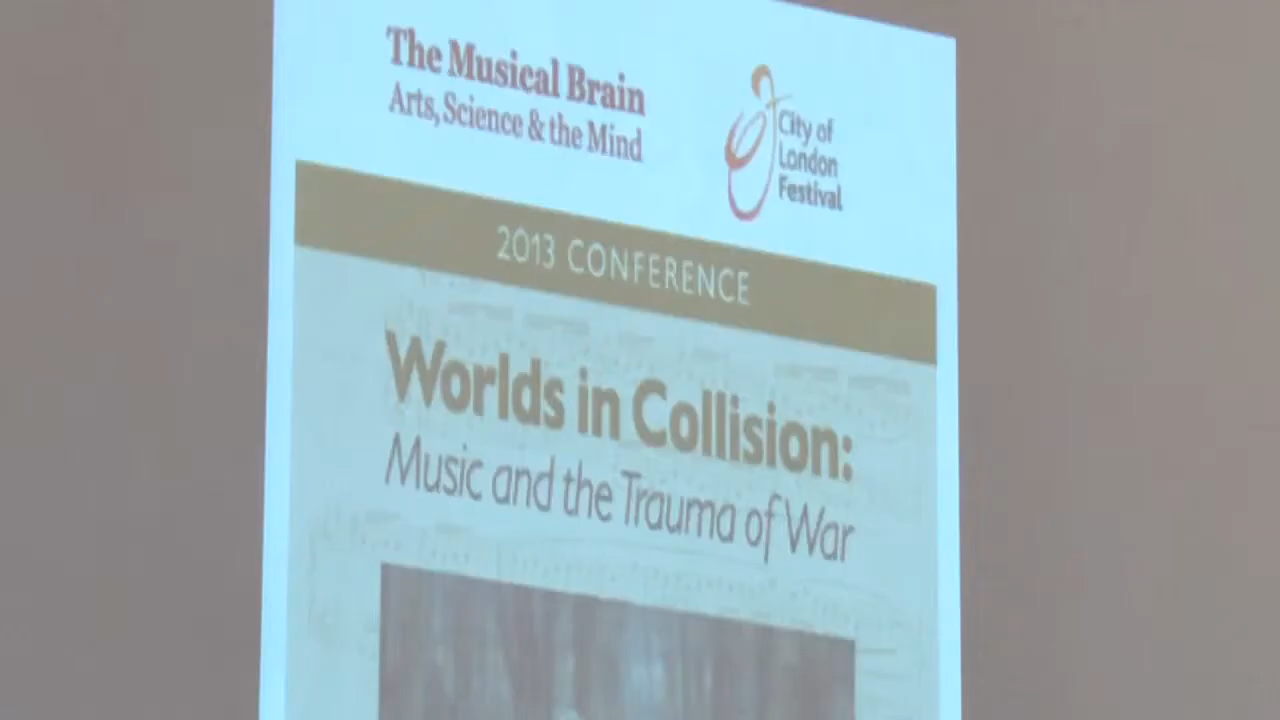 The Musical Brain
Arts, Science & the Mind
City of
London
Festival
2013 CONFERENCE
Worlds in Collision:
Music and the Trauma of War